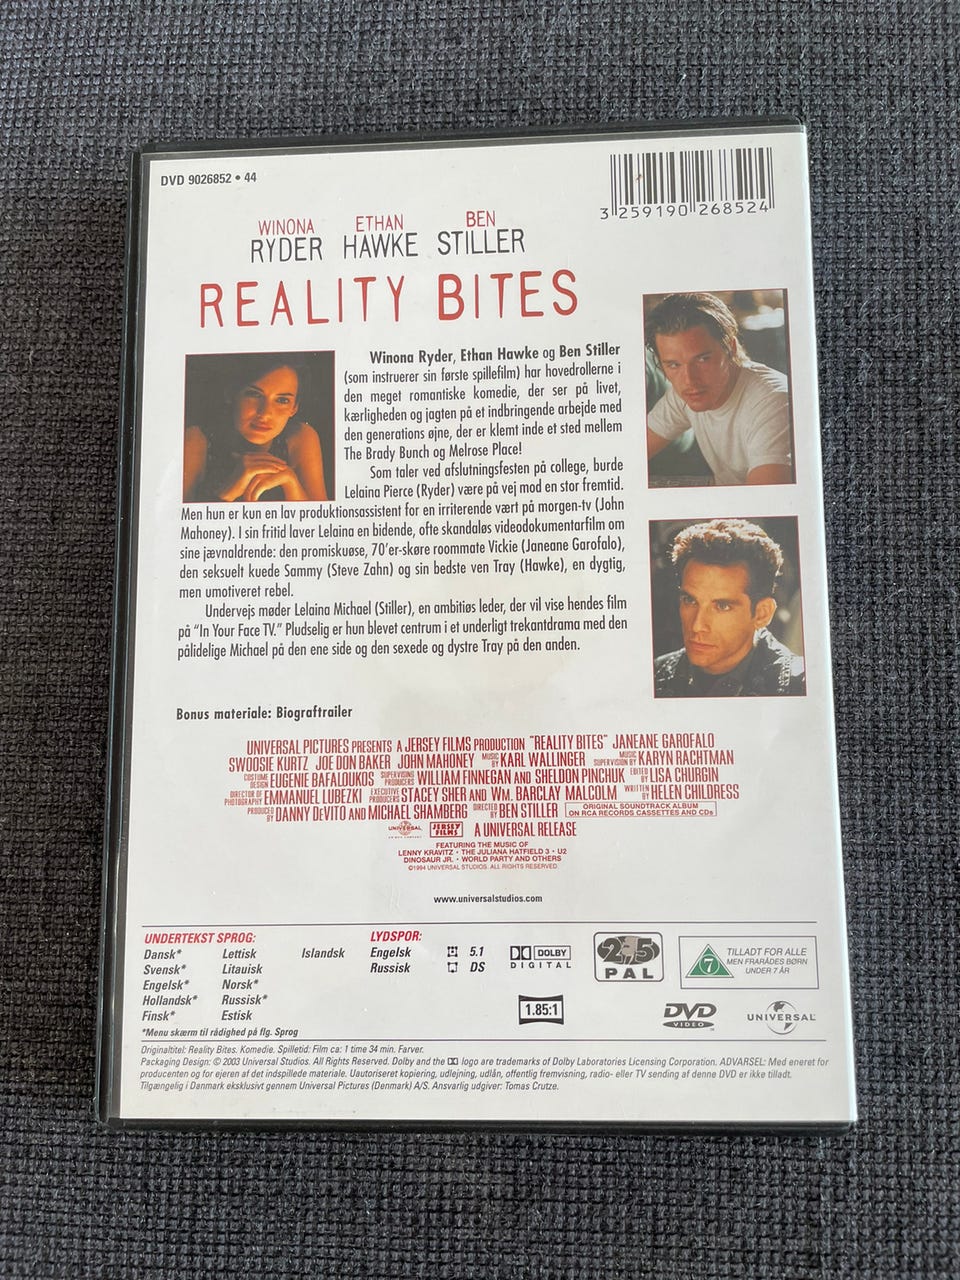 DVD 9026852 • 44
3 259190 268524
WINONA ETHAN BEN
RYDER HAWKE STILLER
REALITY BITES
Winona Ryder, Ethan Hawke og Ben Stiller
(som instruerer sin første spillefilm) har hovedrollerne i
den meget romantiske komedie, der ser på livet,
kærligheden og jagten på et indbringende arbejde med
den generations øjne, der er klemt inde et sted mellem
The Brady Bunch og Melrose Place!
Som taler ved afslutningsfesten på college, burde
Lelaina Pierce (Ryder) være på vej mod en stor fremtid.
Men hun er kun en lav produktionsassistent for en irriterende vært på morgen-tv (John
Mahoney). I sin fritid laver Lelaina en bidende, ofte skandaløs videodokumentarfilm om
sine jævnaldrende: den promiskuøse, 70'er-skøre roommate Vickie (Janeane Garofalo),
den seksuelt kuede Sammy (Steve Zahn) og sin bedste ven Tray (Hawke), en dygtig,
men umotiveret rebel.
Undervejs møder Lelaina Michael (Stiller), en ambitiøs leder, der vil vise hendes film
på "In Your Face TV." Pludselig er hun blevet centrum i et underligt trekantdrama med den
pålidelige Michael på den ene side og den sexede og dystre Tray på den anden.
Bonus materiale: Biograftrailer
UNIVERSAL PICTURES PRESENTS A JERSEY FILMS PRODUCTION "REALITY BITES" JANEANE GAROFALO
SWOOSIE KURTZ JOE DON BAKER JOHN MAHONEY MUSIC BY KARL WALLINGER MUSIC SUPERVISION BY KARYN RACHTMAN
COSTUME DESIGN EUGENIE BAFALOUKOS SUPERVISING PRODUCERS WILLIAM FINNEGAN AND SHELDON PINCHUK EDITED BY LISA CHURGIN
DIRECTOR OF PHOTOGRAPHY EMMANUEL LUBEZKI EXECUTIVE PRODUCERS STACEY SHER AND WM. BARCLAY MALCOLM WRITTEN BY HELEN CHILDRESS
PRODUCED BY DANNY DEVITO AND MICHAEL SHAMBERG DIRECTED BY BEN STILLER ORIGINAL SOUNDTRACK ALBUM ON RCA RECORDS CASSETTES AND CDs
UNIVERSAL JERSEY FILMS A UNIVERSAL RELEASE
FEATURING THE MUSIC OF
LENNY KRAVITZ • THE JULIANA HATFIELD 3 • U2
DINOSAUR JR. • WORLD PARTY AND OTHERS
©1994 UNIVERSAL STUDIOS. ALL RIGHTS RESERVED.
www.universalstudios.com
UNDERTEKST SPROG:
Dansk* Lettisk Islandsk
Svensk* Litauisk
Engelsk* Norsk*
Hollandsk* Russisk*
Finsk* Estisk
*Menu skærm til rådighed på flg. Sprog
LYDSPOR:
Engelsk 5.1
Russisk DS
DOLBY
DIGITAL
2,5
PAL
7
TILLADT FOR ALLE
MEN FRARÅDES BØRN
UNDER 7 ÅR
1.85:1
DVD
VIDEO
UNIVERSAL
Originaltitel: Reality Bites. Komedie. Spilletid: Film ca: 1 time 34 min. Farver.
Packaging Design: © 2003 Universal Studios. All Rights Reserved. Dolby and the logo are trademarks of Dolby Laboratories Licensing Corporation. ADVARSEL: Med eneret for
producenten og for ejeren af det indspillede materiale. Uautoriseret kopiering, udlejning, udlån, offentlig fremvisning, radio- eller TV sending af denne DVD er ikke tilladt.
Tilgængelig i Danmark eksklusivt gennem Universal Pictures (Denmark) A/S. Ansvarlig udgiver: Tomas Crutze.